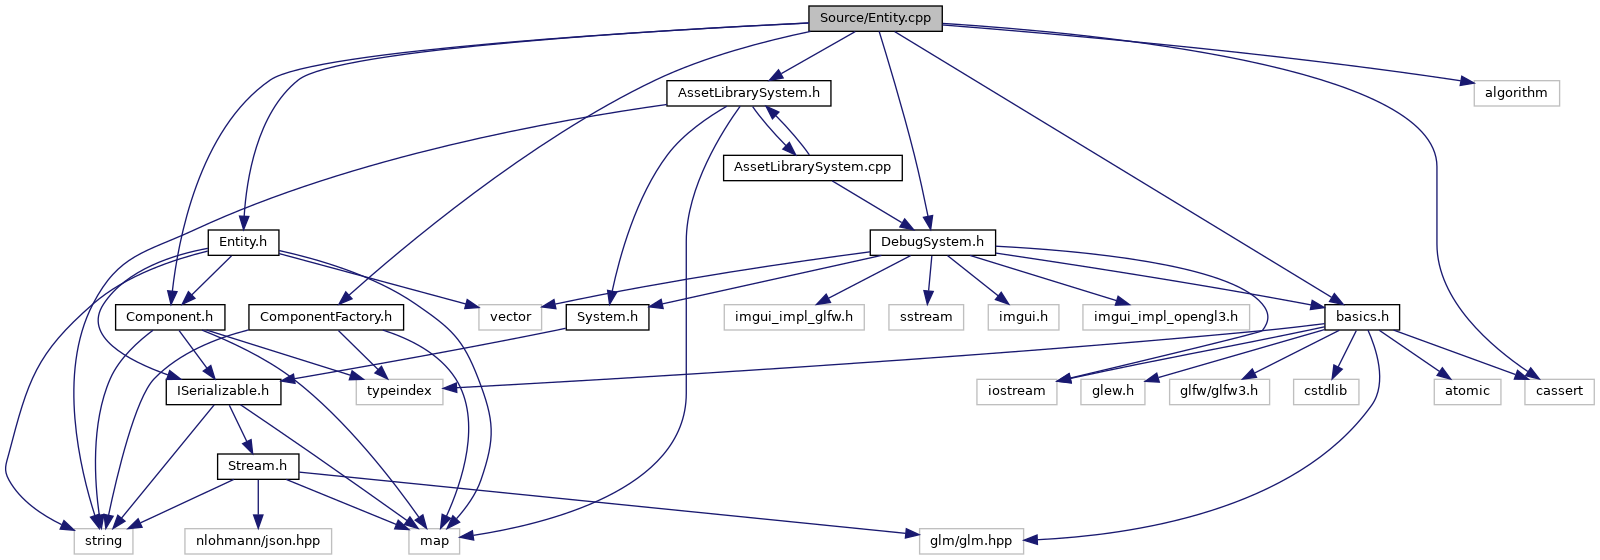 Source/Entity.cpp
AssetLibrarySystem.h
algorithm
AssetLibrarySystem.cpp
Entity.h
DebugSystem.h
Component.h
ComponentFactory.h
vector
System.h
imgui_impl_glfw.h
sstream
imgui.h
imgui_impl_opengl3.h
basics.h
ISerializable.h
typeindex
iostream
glew.h
glfw/glfw3.h
cstdlib
atomic
cassert
Stream.h
string
nlohmann/json.hpp
map
glm/glm.hpp